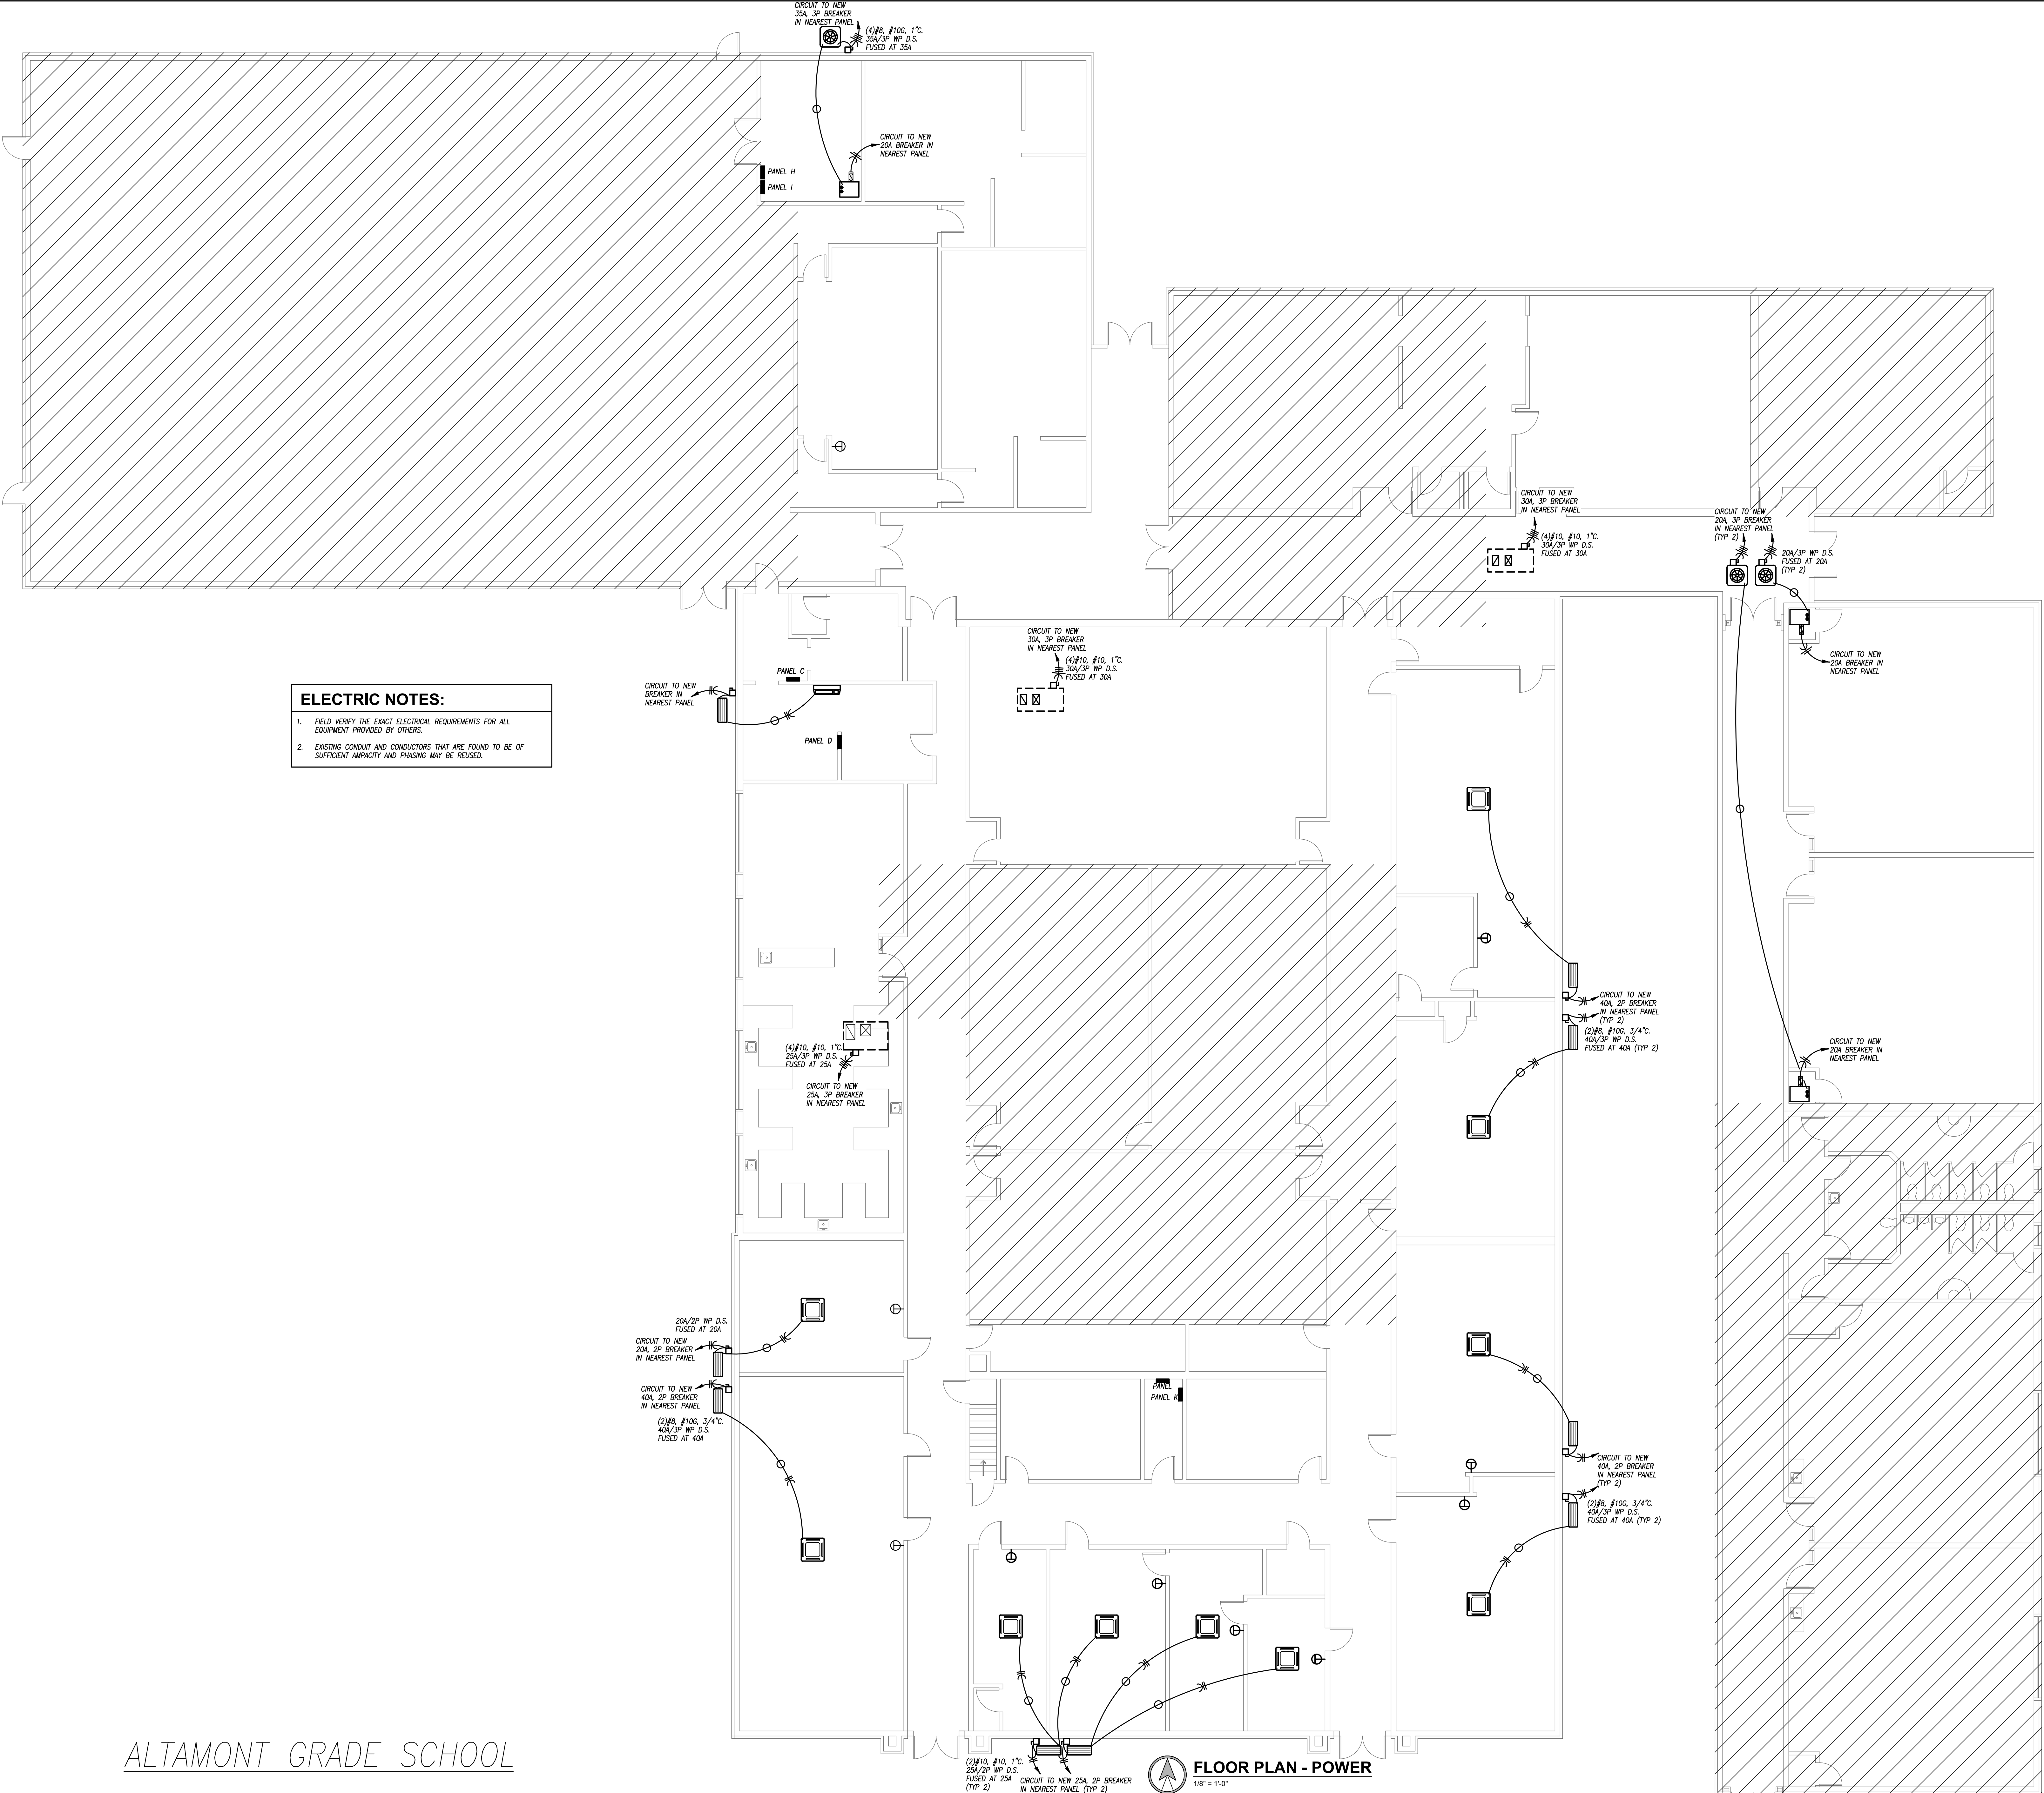 CIRCUIT TO NEW
35A, 3P BREAKER
IN NEAREST PANEL
(4)#8, #10G, 1"C.
35A/3P WP D.S.
FUSED AT 35A
CIRCUIT TO NEW
20A BREAKER IN
NEAREST PANEL
PANEL H
PANEL I
CIRCUIT TO NEW
30A, 3P BREAKER
IN NEAREST PANEL
(4)#10, #10, 1"C.
30A/3P WP D.S.
FUSED AT 30A
CIRCUIT TO NEW
20A, 3P BREAKER
IN NEAREST PANEL
(TYP 2)
20A/3P WP D.S.
FUSED AT 20A
(TYP 2)
CIRCUIT TO NEW
30A, 3P BREAKER
IN NEAREST PANEL
(4)#10, #10, 1"C.
30A/3P WP D.S.
FUSED AT 30A
CIRCUIT TO NEW
20A BREAKER IN
NEAREST PANEL
PANEL C
CIRCUIT TO NEW
BREAKER IN
NEAREST PANEL
PANEL D
ELECTRIC NOTES:
1. FIELD VERIFY THE EXACT ELECTRICAL REQUIREMENTS FOR ALL
EQUIPMENT PROVIDED BY OTHERS.
2. EXISTING CONDUIT AND CONDUCTORS THAT ARE FOUND TO BE OF
SUFFICIENT AMPACITY AND PHASING MAY BE REUSED.
CIRCUIT TO NEW
40A, 2P BREAKER
IN NEAREST PANEL
(TYP 2)
(2)#8, #10G, 3/4"C.
40A/3P WP D.S.
FUSED AT 40A (TYP 2)
(4)#10, #10, 1"C.
25A/3P WP D.S.
FUSED AT 25A
CIRCUIT TO NEW
25A, 3P BREAKER
IN NEAREST PANEL
CIRCUIT TO NEW
20A BREAKER IN
NEAREST PANEL
20A/2P WP D.S.
FUSED AT 20A
CIRCUIT TO NEW
20A, 2P BREAKER
IN NEAREST PANEL
CIRCUIT TO NEW
40A, 2P BREAKER
IN NEAREST PANEL
(2)#8, #10G, 3/4"C.
40A/3P WP D.S.
FUSED AT 40A
PANEL
PANEL K
CIRCUIT TO NEW
40A, 2P BREAKER
IN NEAREST PANEL
(TYP 2)
(2)#8, #10G, 3/4"C.
40A/3P WP D.S.
FUSED AT 40A (TYP 2)
(2)#10, #10, 1"C.
25A/2P WP D.S.
FUSED AT 25A
(TYP 2)
CIRCUIT TO NEW 25A, 2P BREAKER
IN NEAREST PANEL (TYP 2)
FLOOR PLAN - POWER
1/8" = 1'-0"
ALTAMONT GRADE SCHOOL